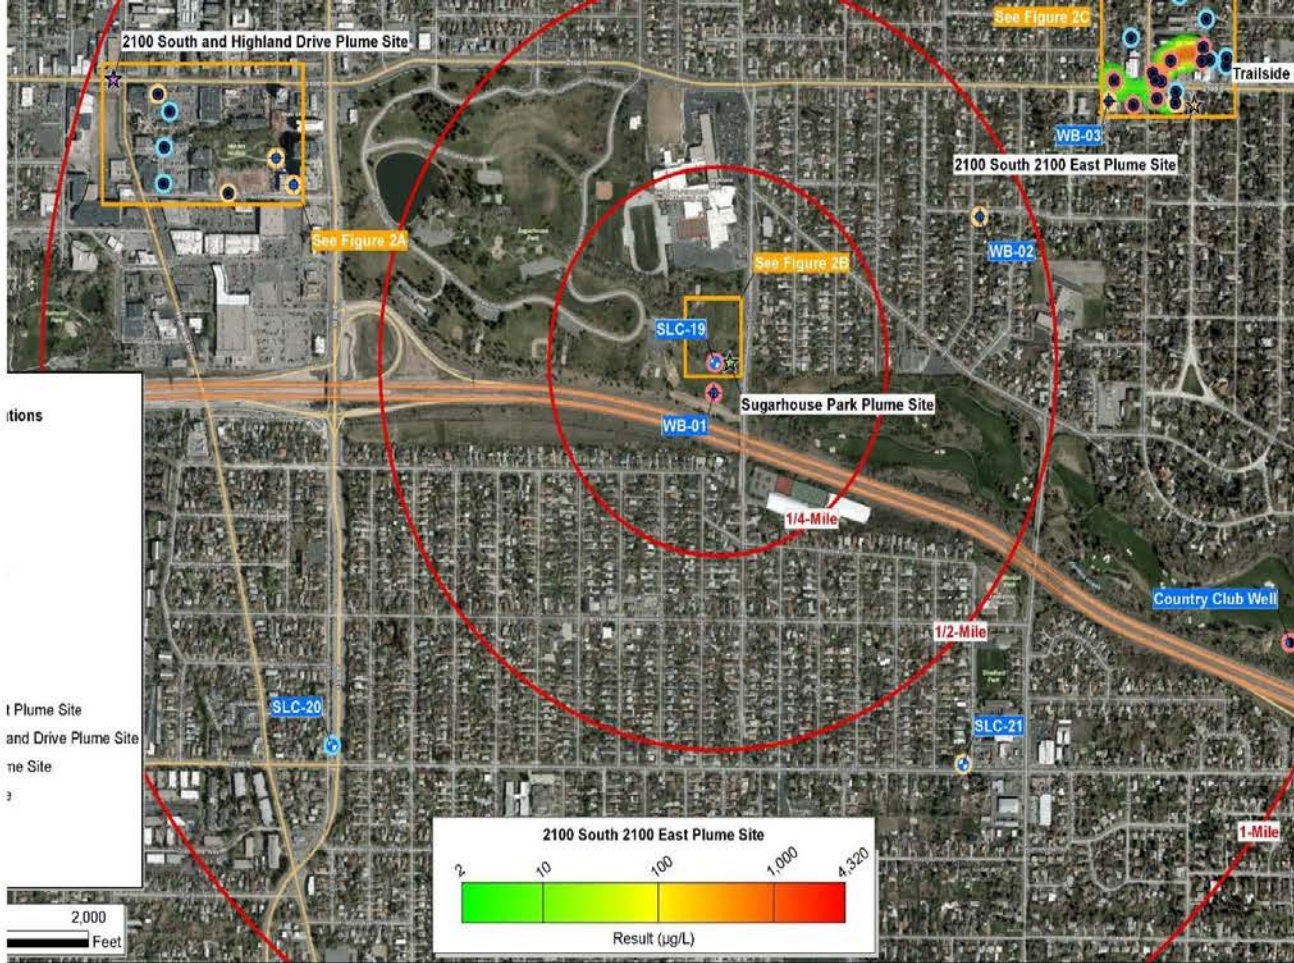 See Figure 2C
2100 South and Highland Drive Plume Site
Trailside
WB-03
2100 South 2100 East Plume Site
See Figure 2A
WB-02
See Figure 2B
SLC-19
Sugarhouse Park Plume Site
WB-01
tions
1/4-Mile
Country Club Well
1/2-Mile
SLC-20
t Plume Site
SLC-21
and Drive Plume Site
me Site
e
1-Mile
2100 South 2100 East Plume Site
2
10
100
1,000
4,320
Result (µg/L)
2,000
Feet